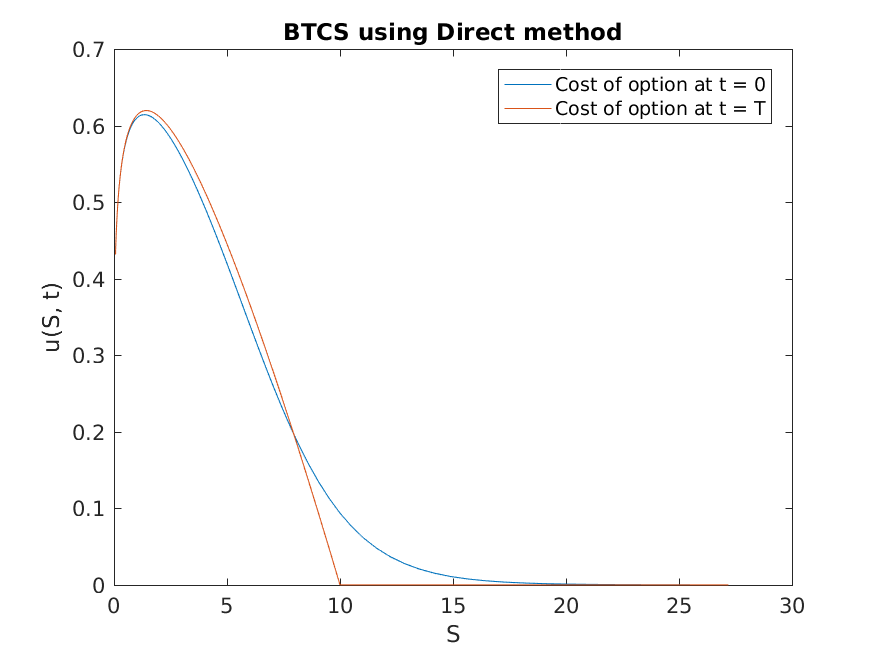 BTCS using Direct method
Cost of option at t = 0
Cost of option at t = T
0.7
0.6
0.5
0.4
0.3
0.2
0.1
0
u(S, t)
0 5 10 15 20 25 30
S